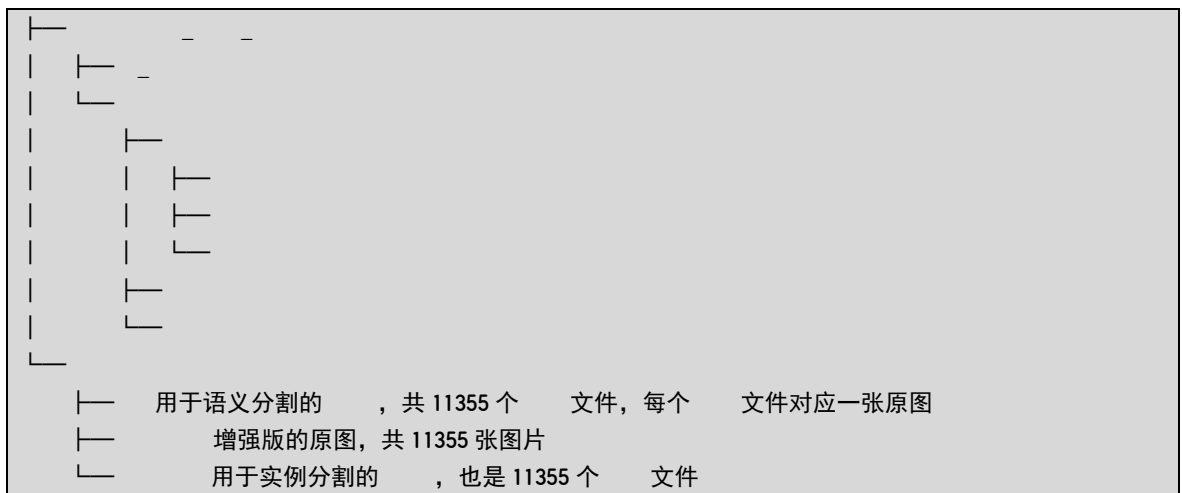 ├── _ _
│ ├── _
│ └──
│ ├──
│ │ ├──
│ │ ├──
│ │ └──
│ ├──
│ └──
└──
├── 用于语义分割的 ，共 11355 个 文件，每个 文件对应一张原图
├── 增强版的原图，共 11355 张图片
└── 用于实例分割的 ，也是 11355 个 文件